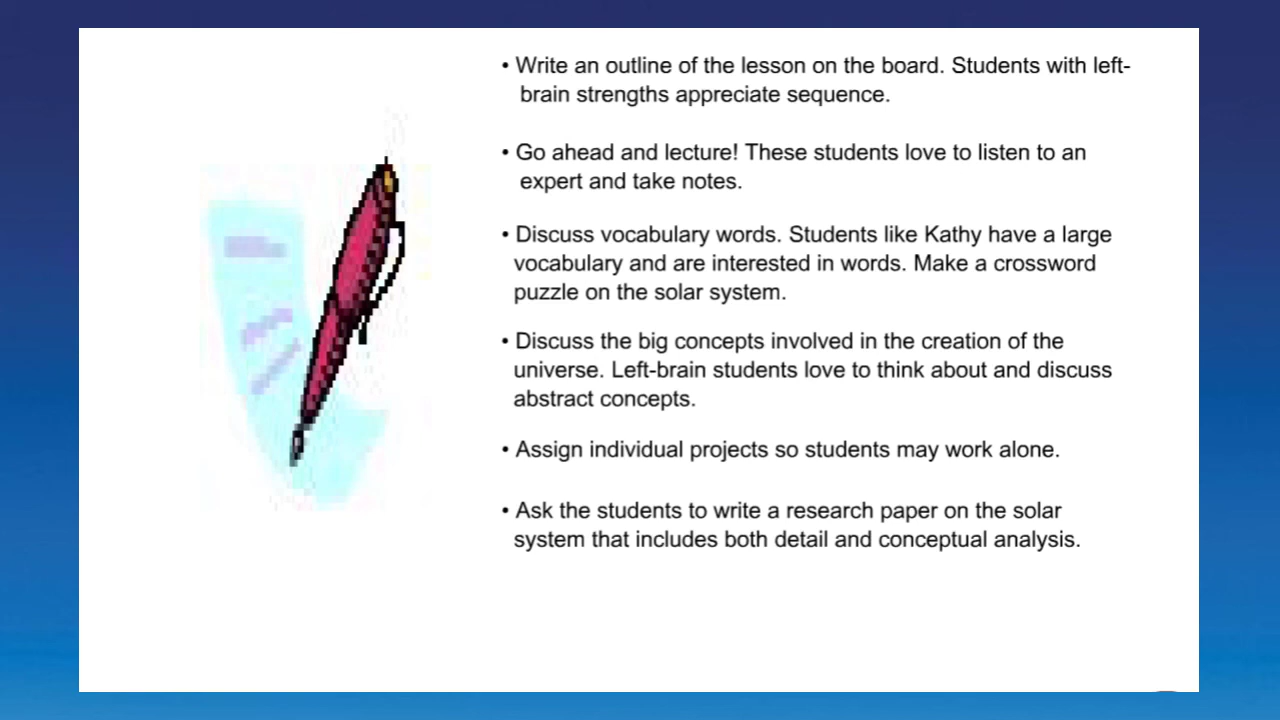 • Write an outline of the lesson on the board. Students with left-
brain strengths appreciate sequence.
• Go ahead and lecture! These students love to listen to an
expert and take notes.
• Discuss vocabulary words. Students like Kathy have a large
vocabulary and are interested in words. Make a crossword
puzzle on the solar system.
• Discuss the big concepts involved in the creation of the
universe. Left-brain students love to think about and discuss
abstract concepts.
• Assign individual projects so students may work alone.
• Ask the students to write a research paper on the solar
system that includes both detail and conceptual analysis.